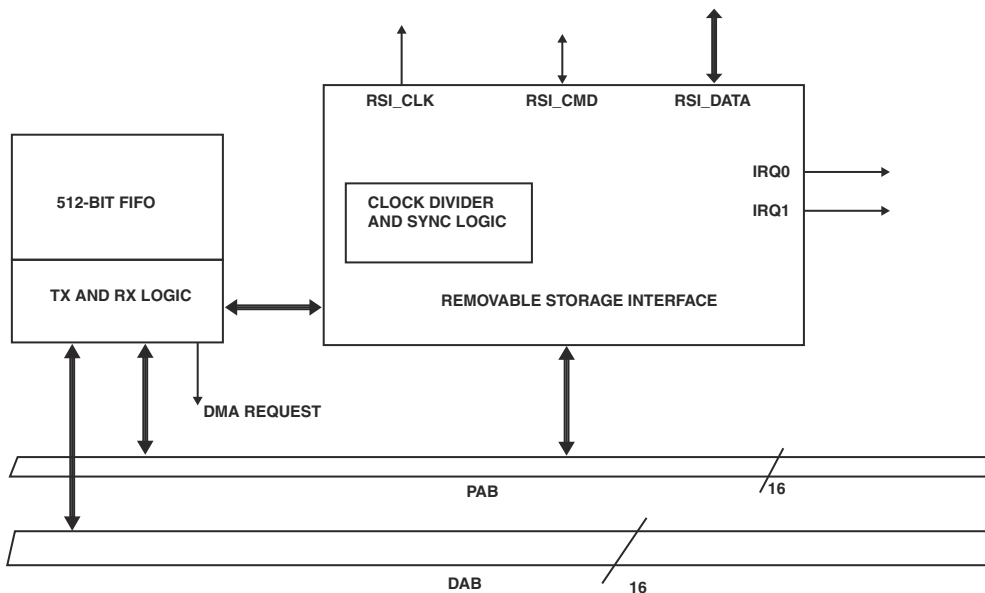 RSI_CLK
RSI_CMD
RSI_DATA
IRQ0
IRQ1
512-BIT FIFO
CLOCK DIVIDER
AND SYNC LOGIC
TX AND RX LOGIC
REMOVABLE STORAGE INTERFACE
DMA REQUEST
PAB
16
DAB
16